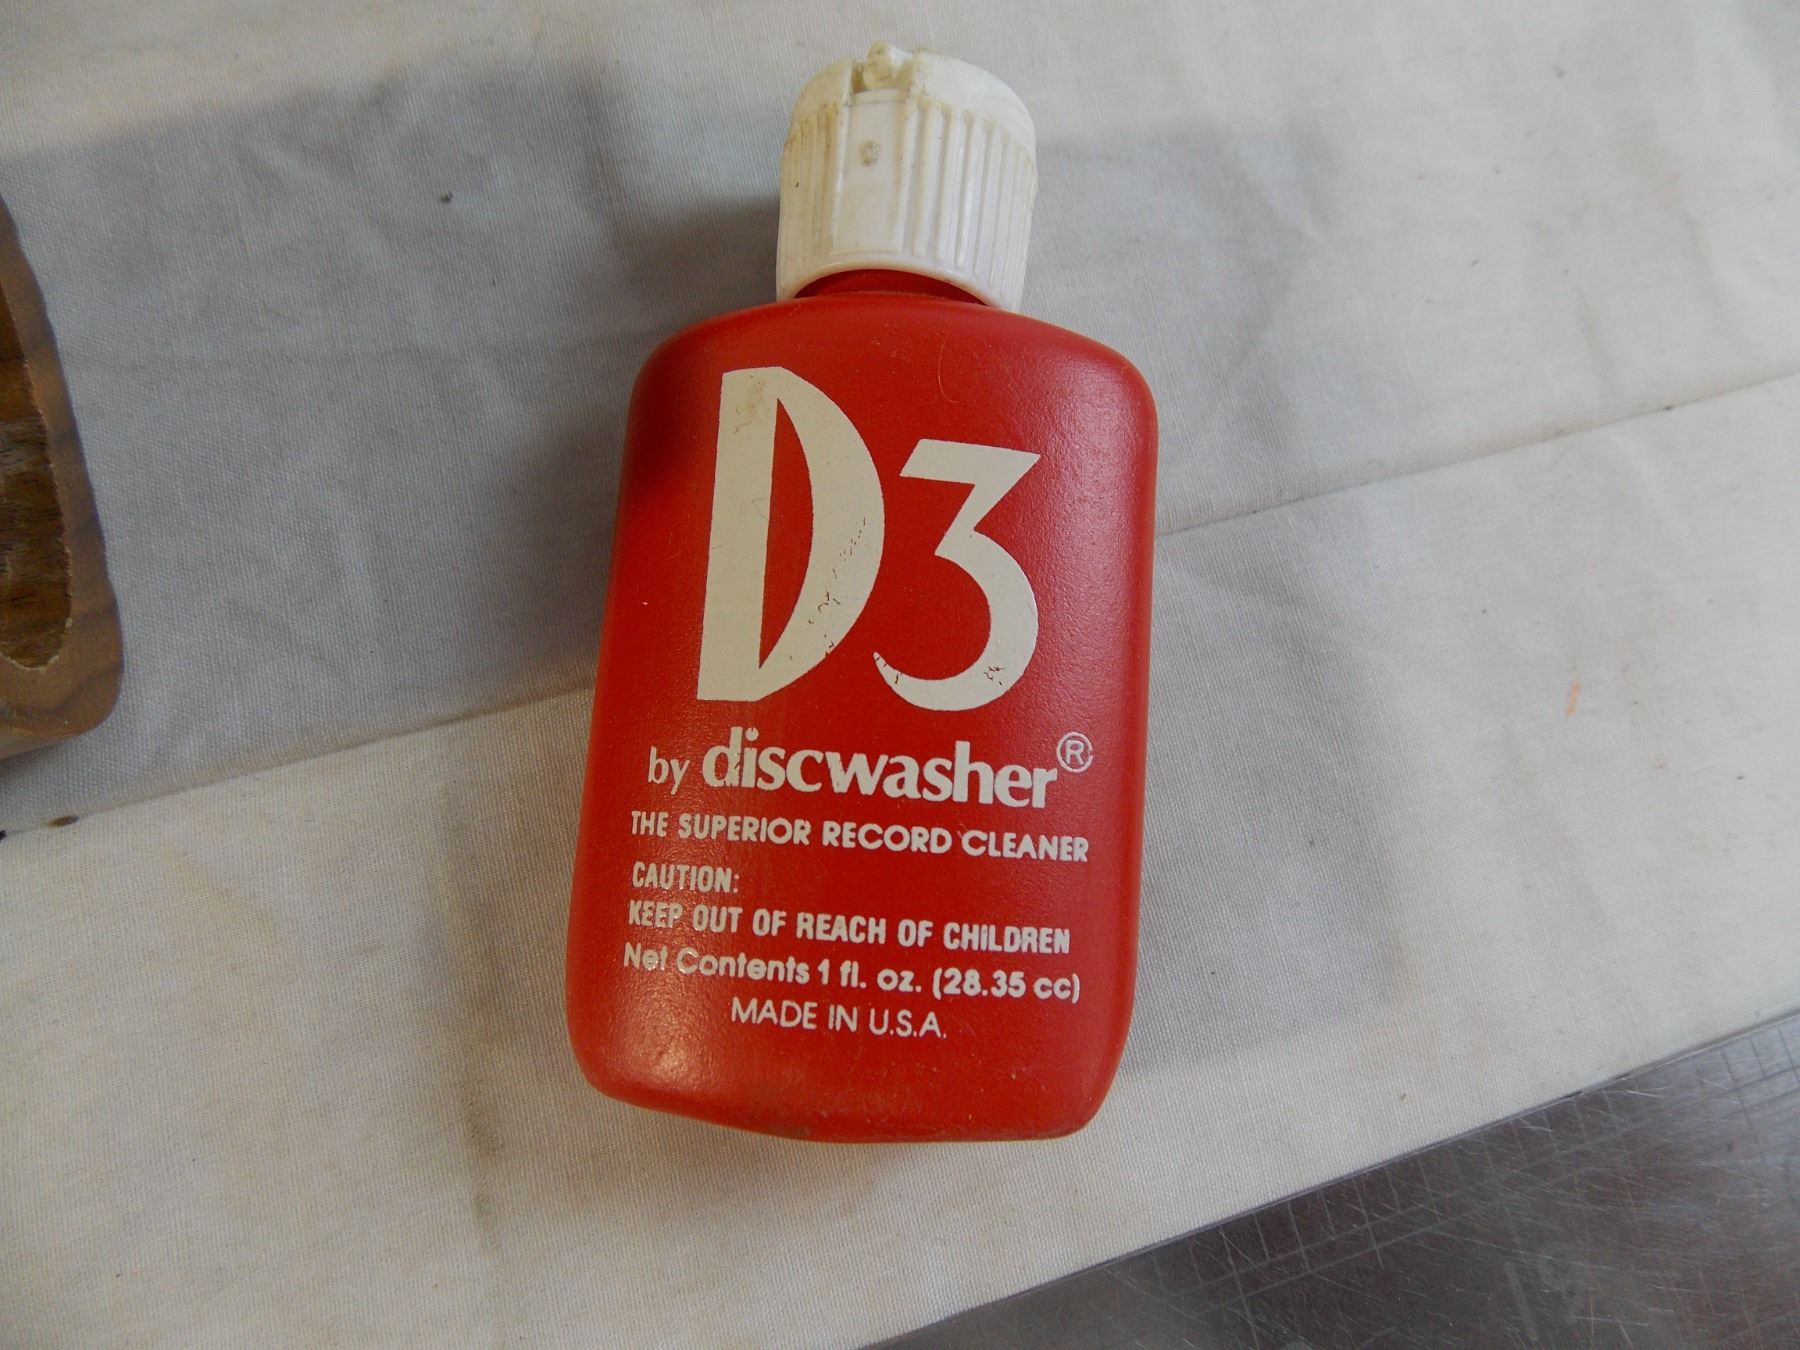 D3
by discwasher®
THE SUPERIOR RECORD CLEANER
CAUTION:
KEEP OUT OF REACH OF CHILDREN
Net Contents 1 fl. oz. (28.35 cc)
MADE IN U.S.A.